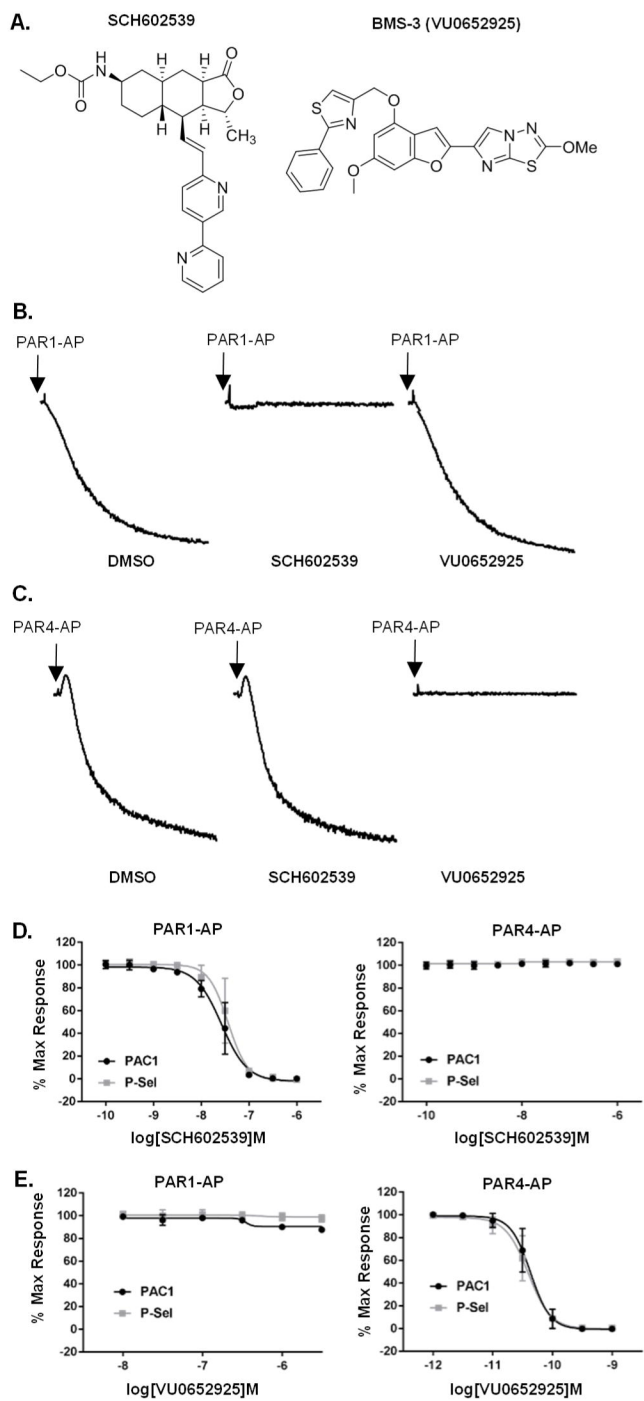 A.
SCH602539
BMS-3 (VU0652925)
H
N
O
O
H
H
O
O
H
H
CH3
N
N
S
N
O
O
O
N
N
N
S
OMe
B.
PAR1-AP
PAR1-AP
PAR1-AP
DMSO
SCH602539
VU0652925
C.
PAR4-AP
PAR4-AP
PAR4-AP
DMSO
SCH602539
VU0652925
D.
PAR1-AP
% Max Response
120
100
80
60
40
20
0
-20
PAC1
P-Sel
-10
-9
-8
-7
-6
log[SCH602539]M
PAR4-AP
% Max Response
120
100
80
60
40
20
0
-20
PAC1
P-Sel
-10
-8
-6
log[SCH602539]M
E.
PAR1-AP
% Max Response
120
100
80
60
40
20
0
-20
PAC1
P-Sel
-8
-7
-6
log[VU0652925]M
PAR4-AP
% Max Response
120
100
80
60
40
20
0
-20
PAC1
P-Sel
-12
-11
-10
-9
log[VU0652925]M